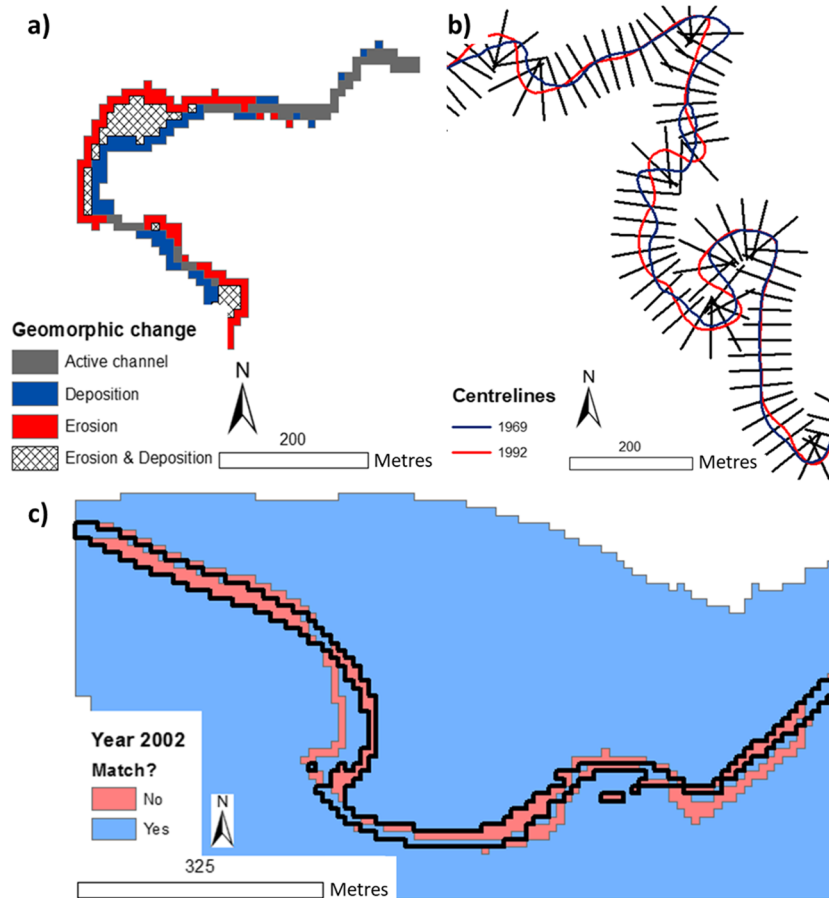 a)
Geomorphic change
Active channel
Deposition
Erosion
Erosion & Deposition
N
200
Metres
b)
Centrelines
1969
1992
N
200
Metres
c)
Year 2002
Match?
No
Yes
N
325
Metres